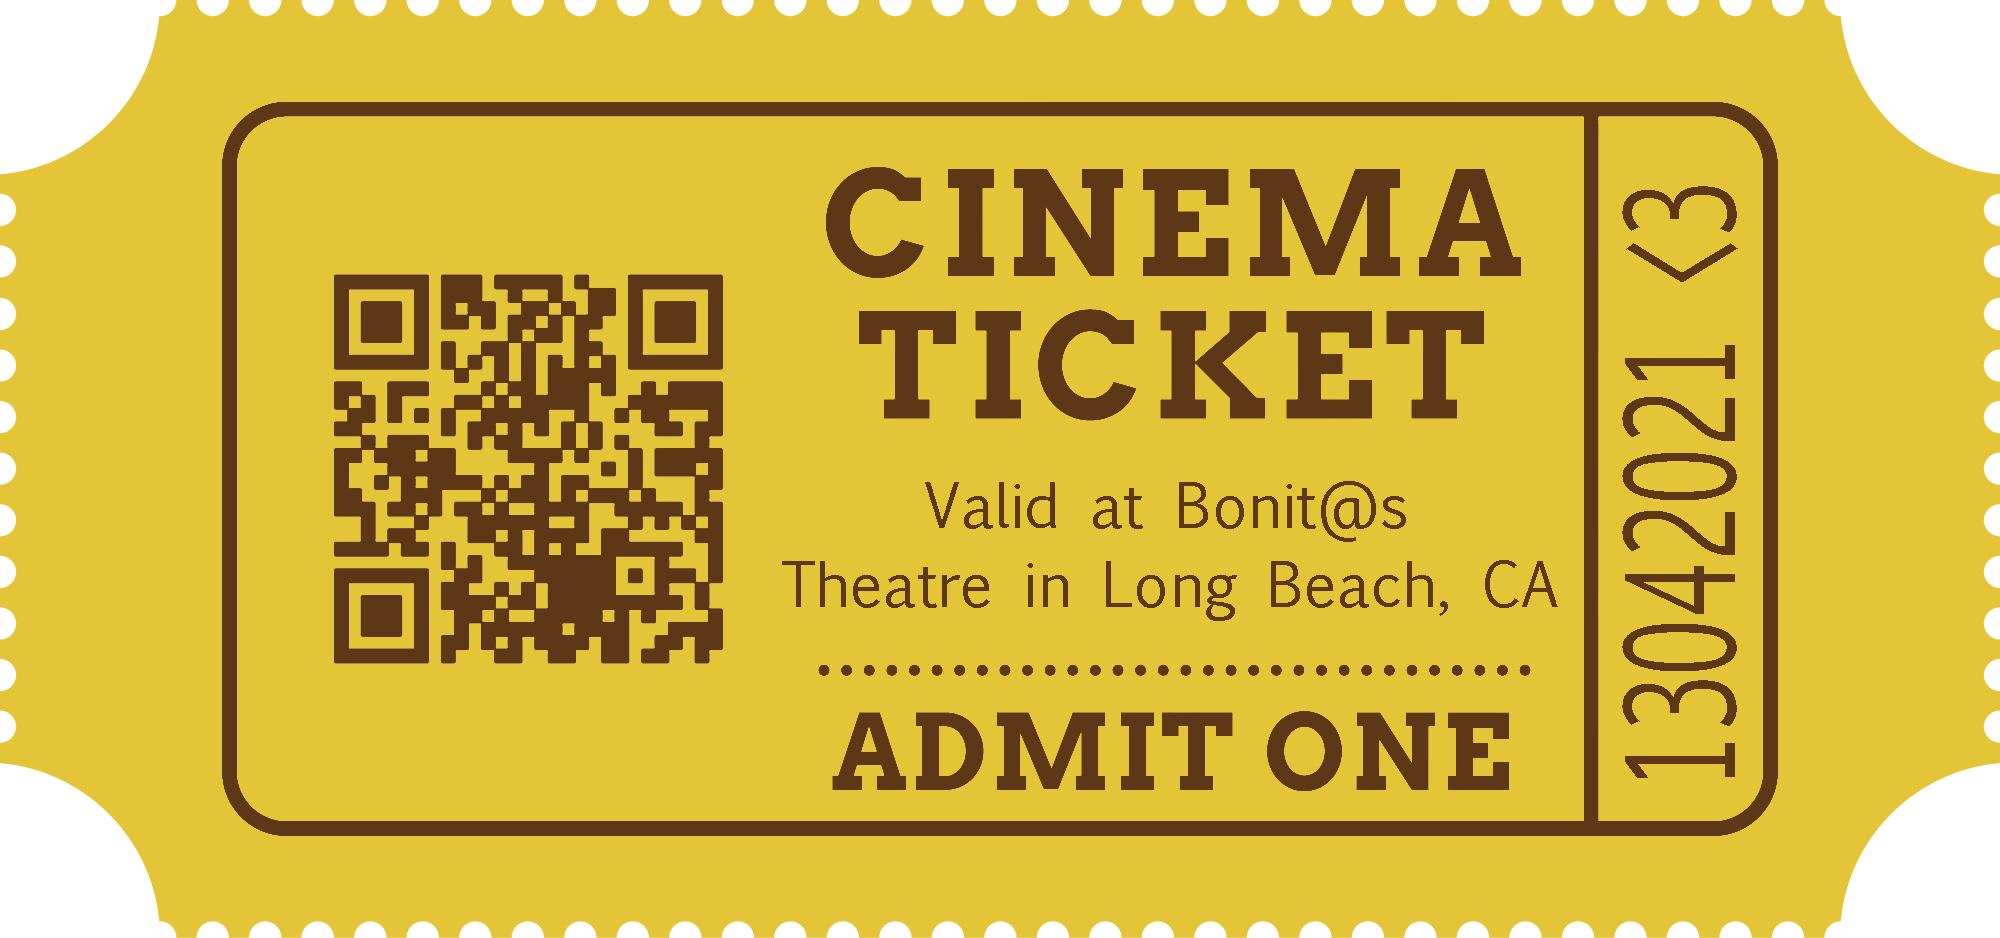 CINEMA
TICKET
Valid at Bonit@s
Theatre in Long Beach, CA
ADMIT ONE
13042021 <3